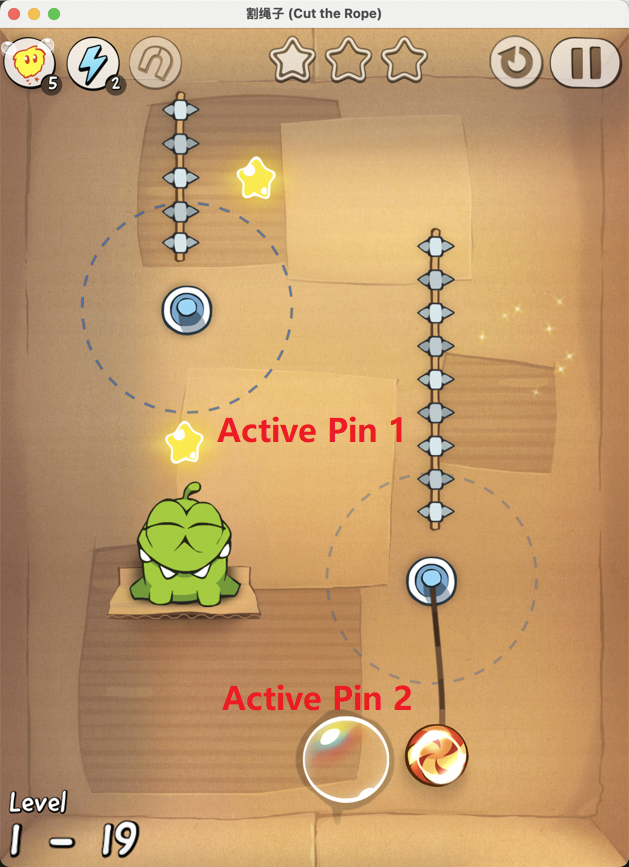 割绳子 (Cut the Rope)
5
2
Active Pin 1
Active Pin 2
Level
1 - 19